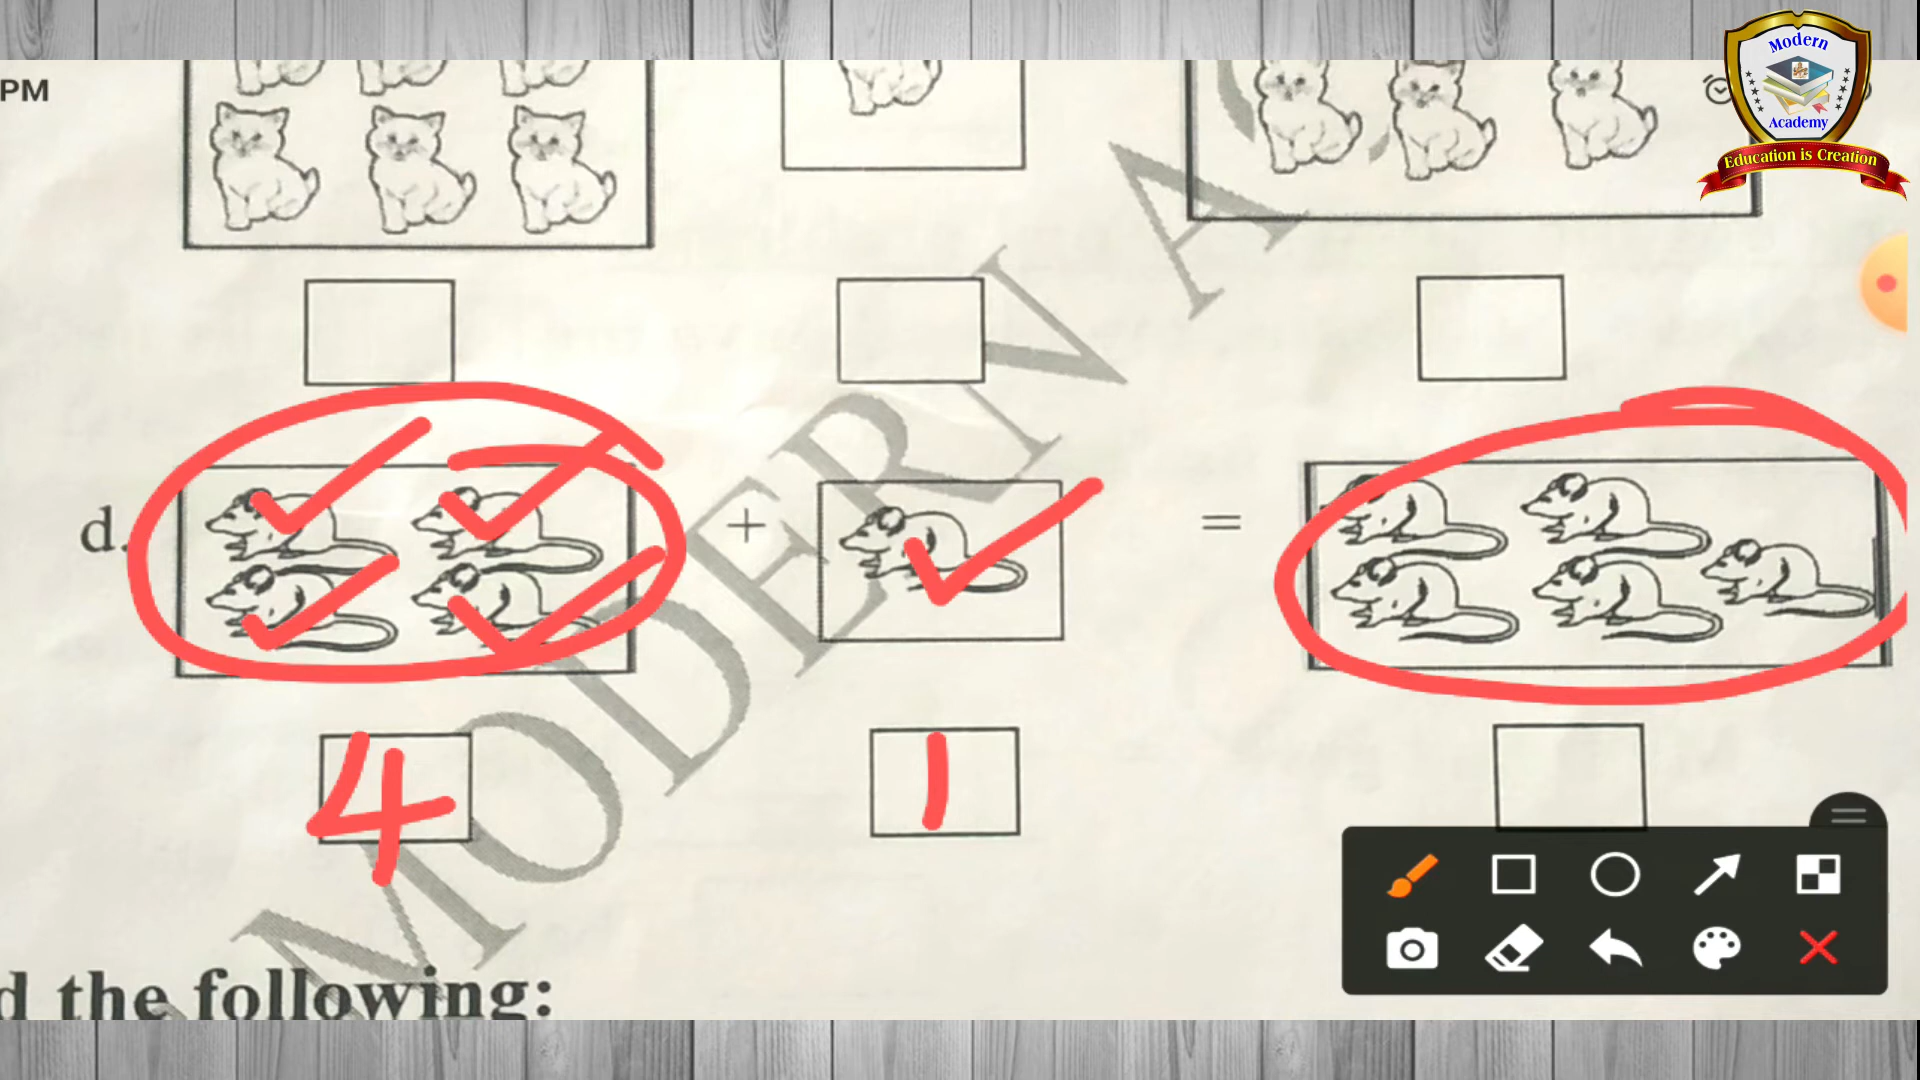 Modern
Academy
Education is Creation
PM
d. + =
4 1
d the following:
MODERN A